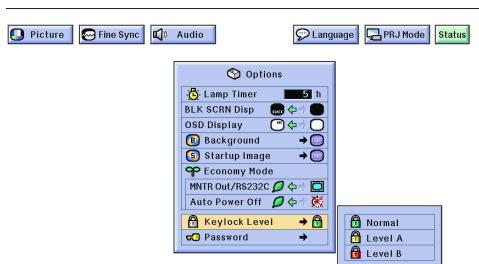 Picture
Fine Sync
Audio
Language
PRJ Mode
Status
Options
Lamp Timer 5 h
BLK SCRN Disp
OSD Display
Background
Startup Image
Economy Mode
MNTR Out/RS232C
Auto Power Off
Keylock Level
Password
Normal
Level A
Level B